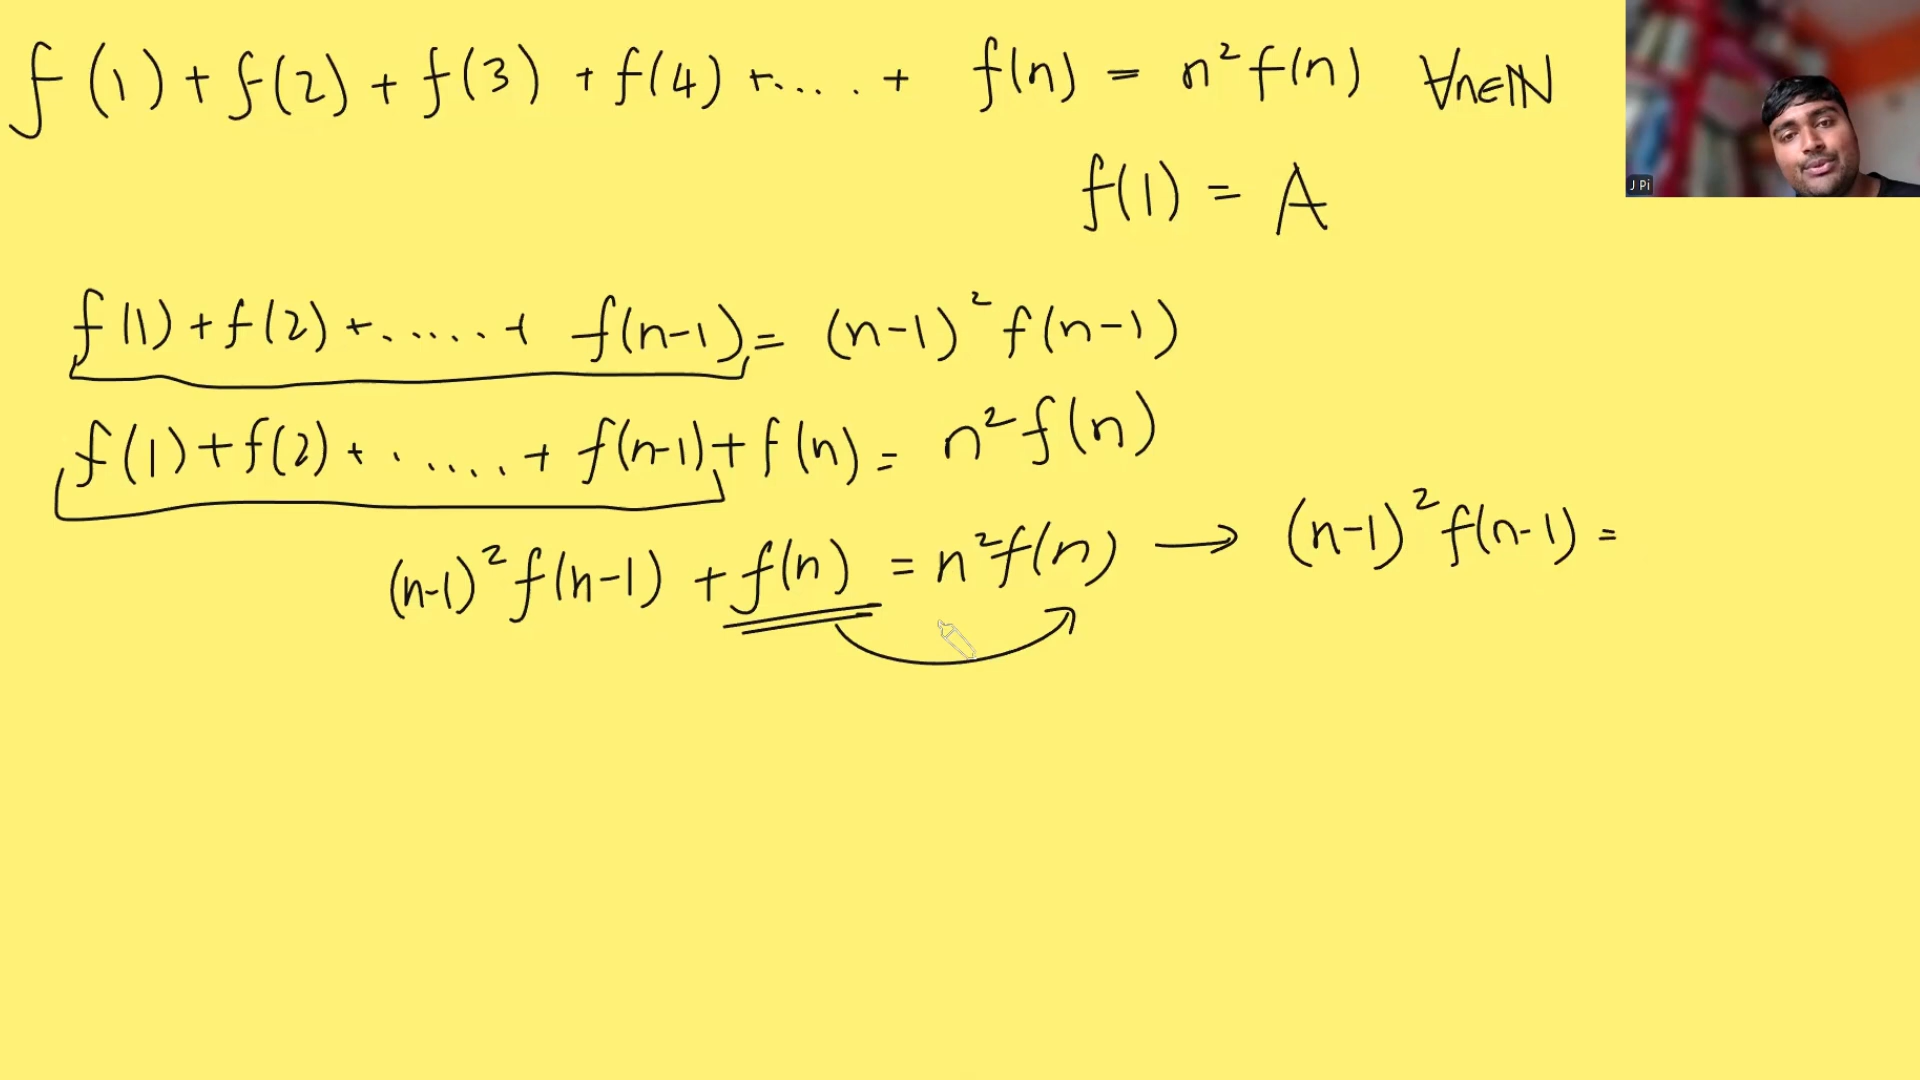 f(1) + f(2) + f(3) + f(4) + .... + f(n) = n² f(n) ∀n∈ℕ
f(1) = A
J Pi
f(1) + f(2) + ..... + f(n-1) = (n-1)² f(n-1)
f(1) + f(2) + ..... + f(n-1) + f(n) = n² f(n)
(n-1)² f(n-1) + f(n) = n² f(n) → (n-1)² f(n-1) =